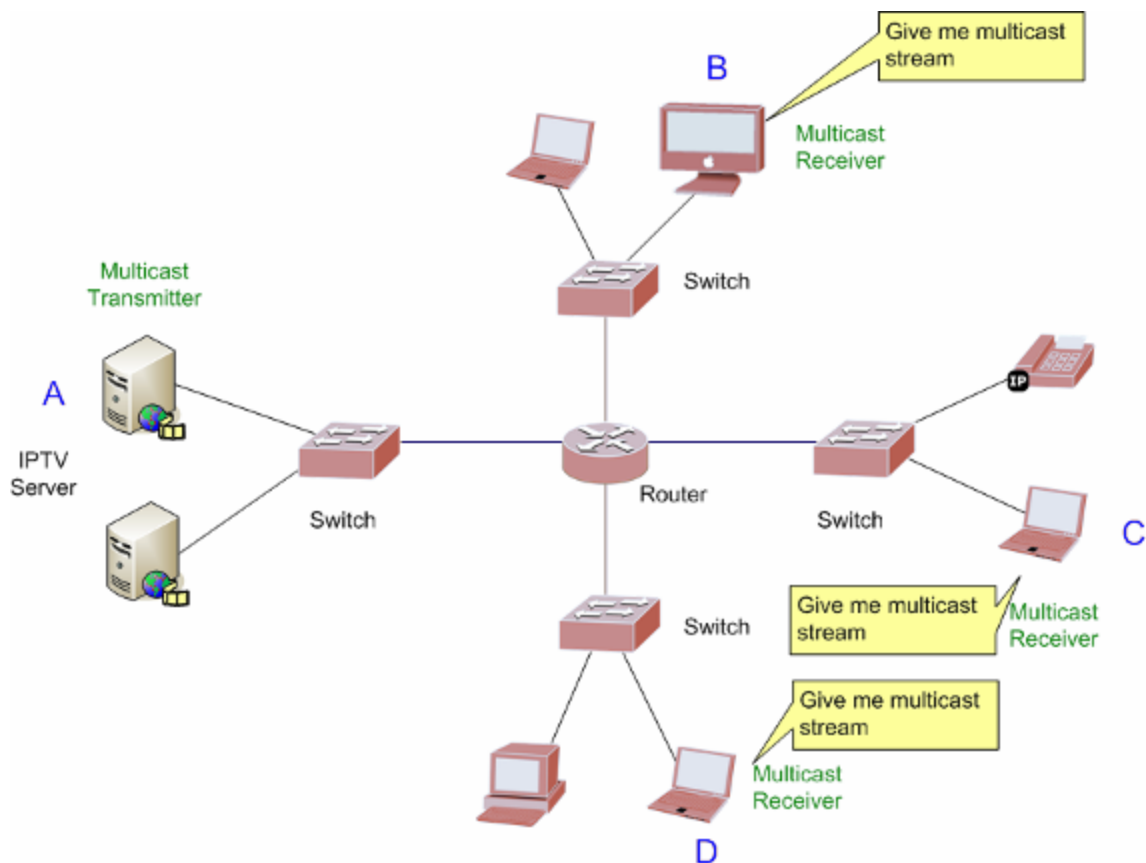 Give me multicast
stream
B
Multicast
Receiver
Switch
Multicast
Transmitter
A
IPTV
Server
Switch
Router
Switch
IP
C
Give me multicast
stream
Multicast
Receiver
Switch
Give me multicast
stream
Multicast
Receiver
D